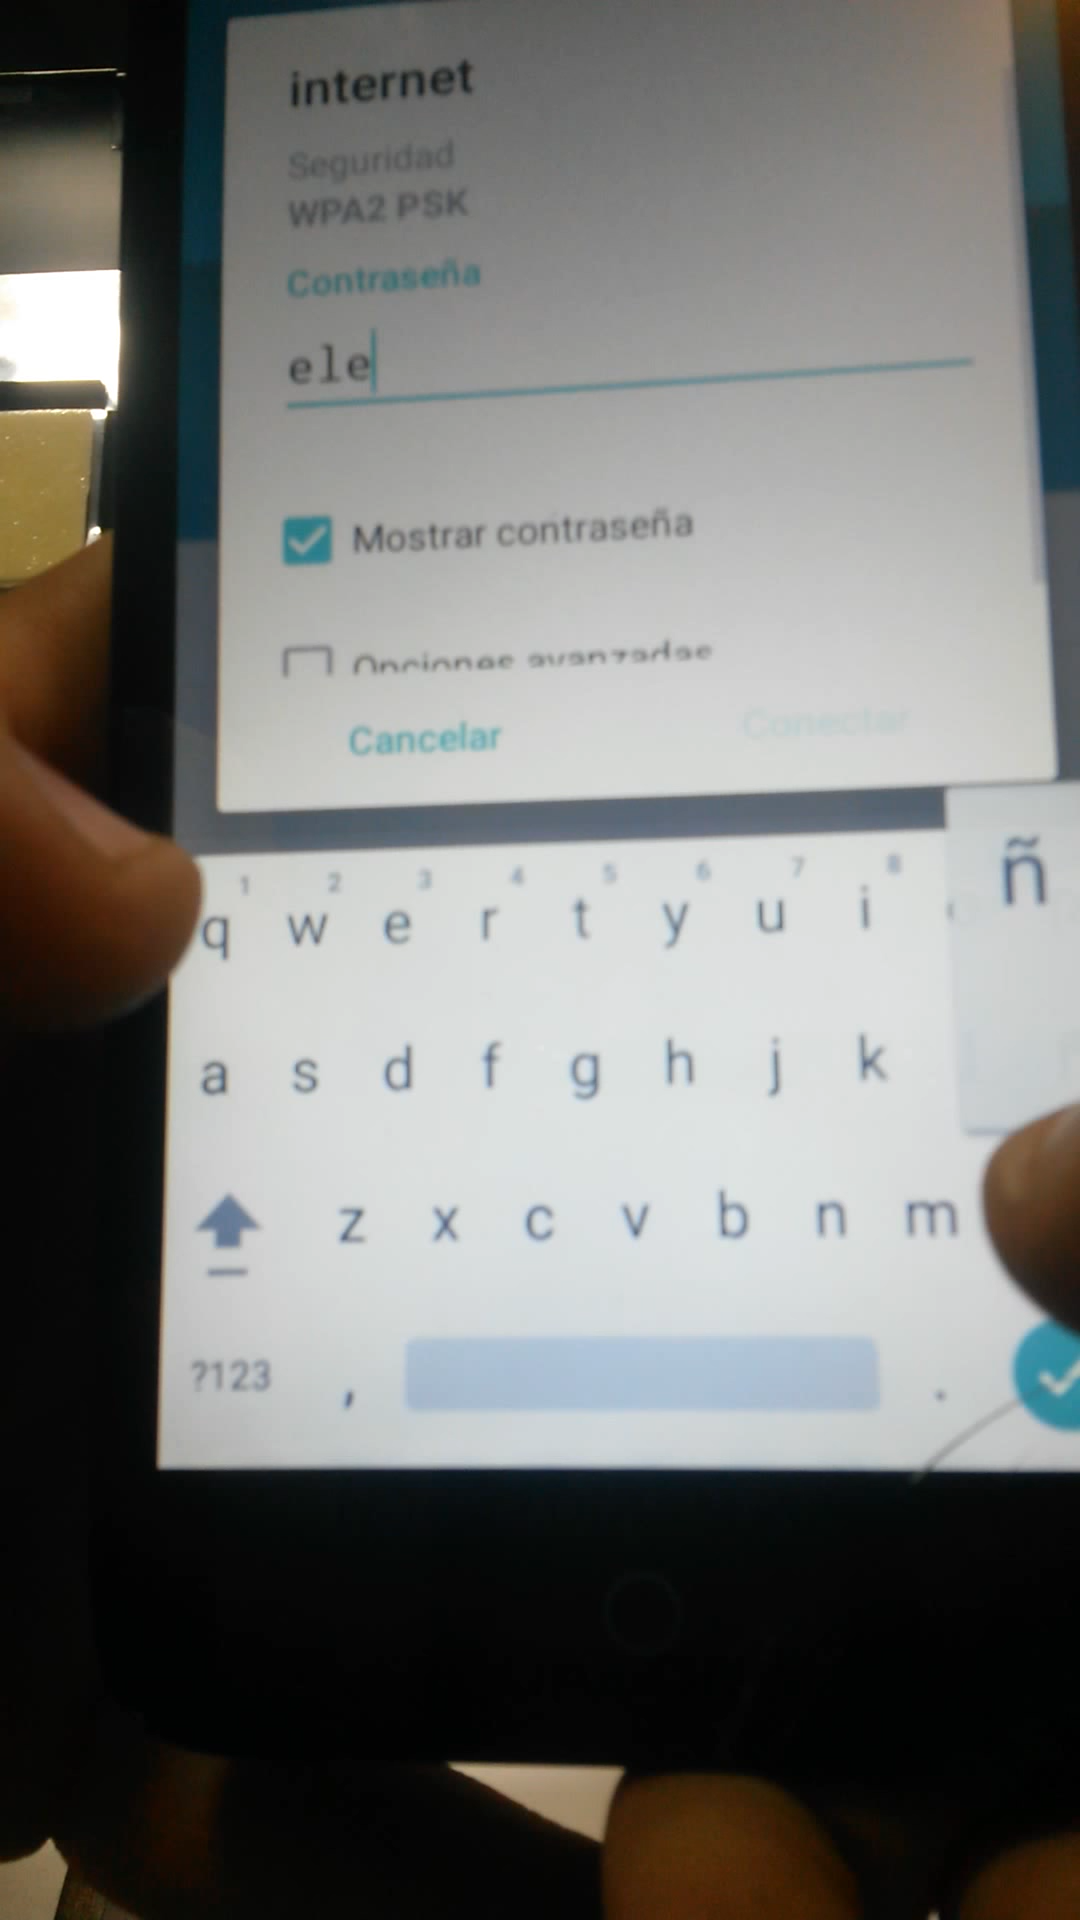 internet
Seguridad
WPA2 PSK
Contraseña
ele
Mostrar contraseña
Opciones avanzadas
Cancelar Conectar
1 2 3 4 5 6 7 8
q w e r t y u i ñ
a s d f g h j k
z x c v b n m
?123 , .